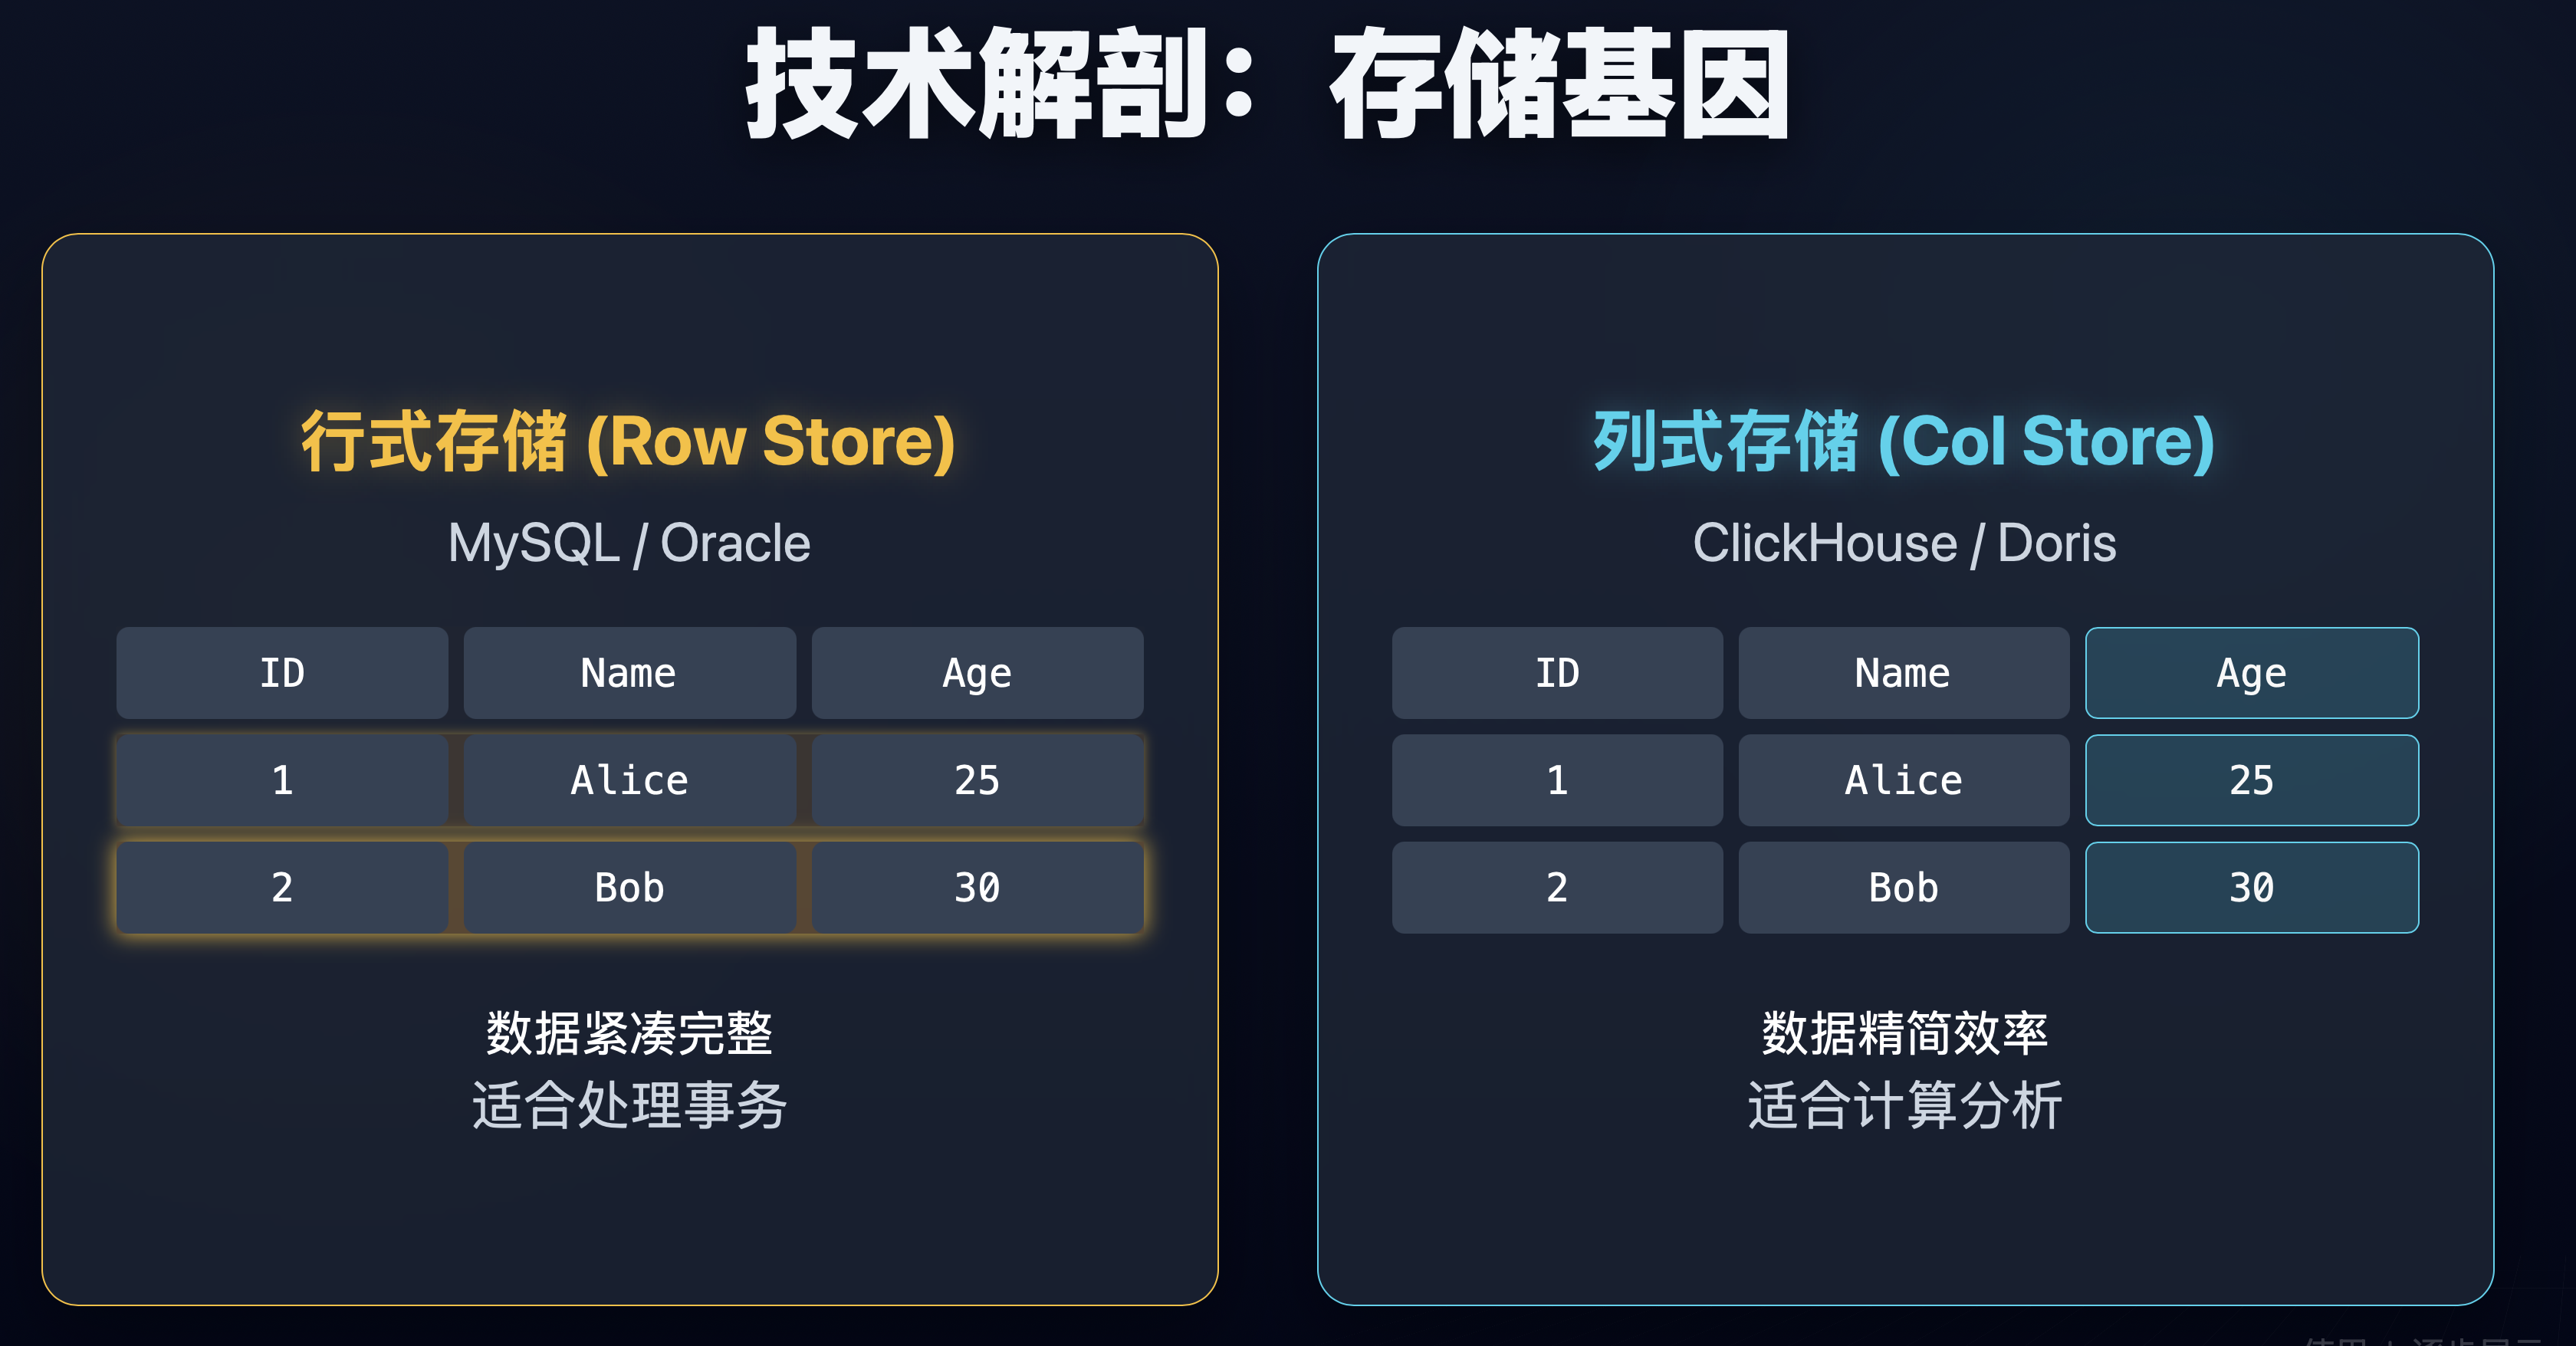 技术解剖：存储基因
行式存储 (Row Store)
MySQL / Oracle
ID Name Age
1 Alice 25
2 Bob 30
数据紧凑完整
适合处理事务
列式存储 (Col Store)
ClickHouse / Doris
ID Name Age
1 Alice 25
2 Bob 30
数据精简效率
适合计算分析